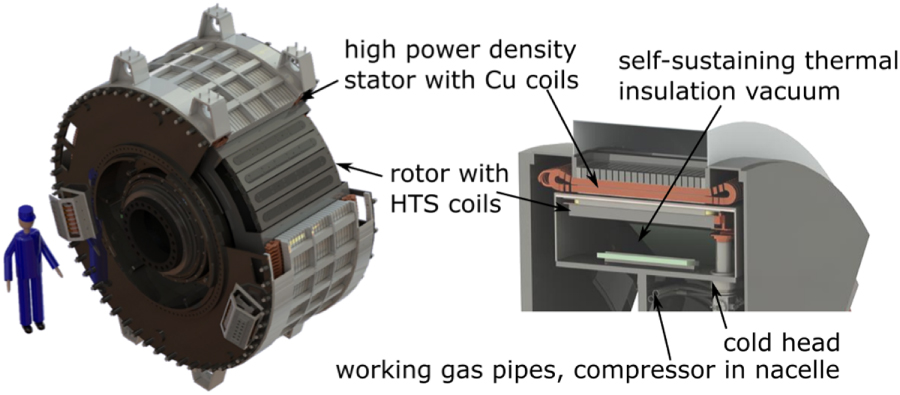 high power density
stator with Cu coils
self-sustaining thermal
insulation vacuum
rotor with
HTS coils
cold head
working gas pipes, compressor in nacelle